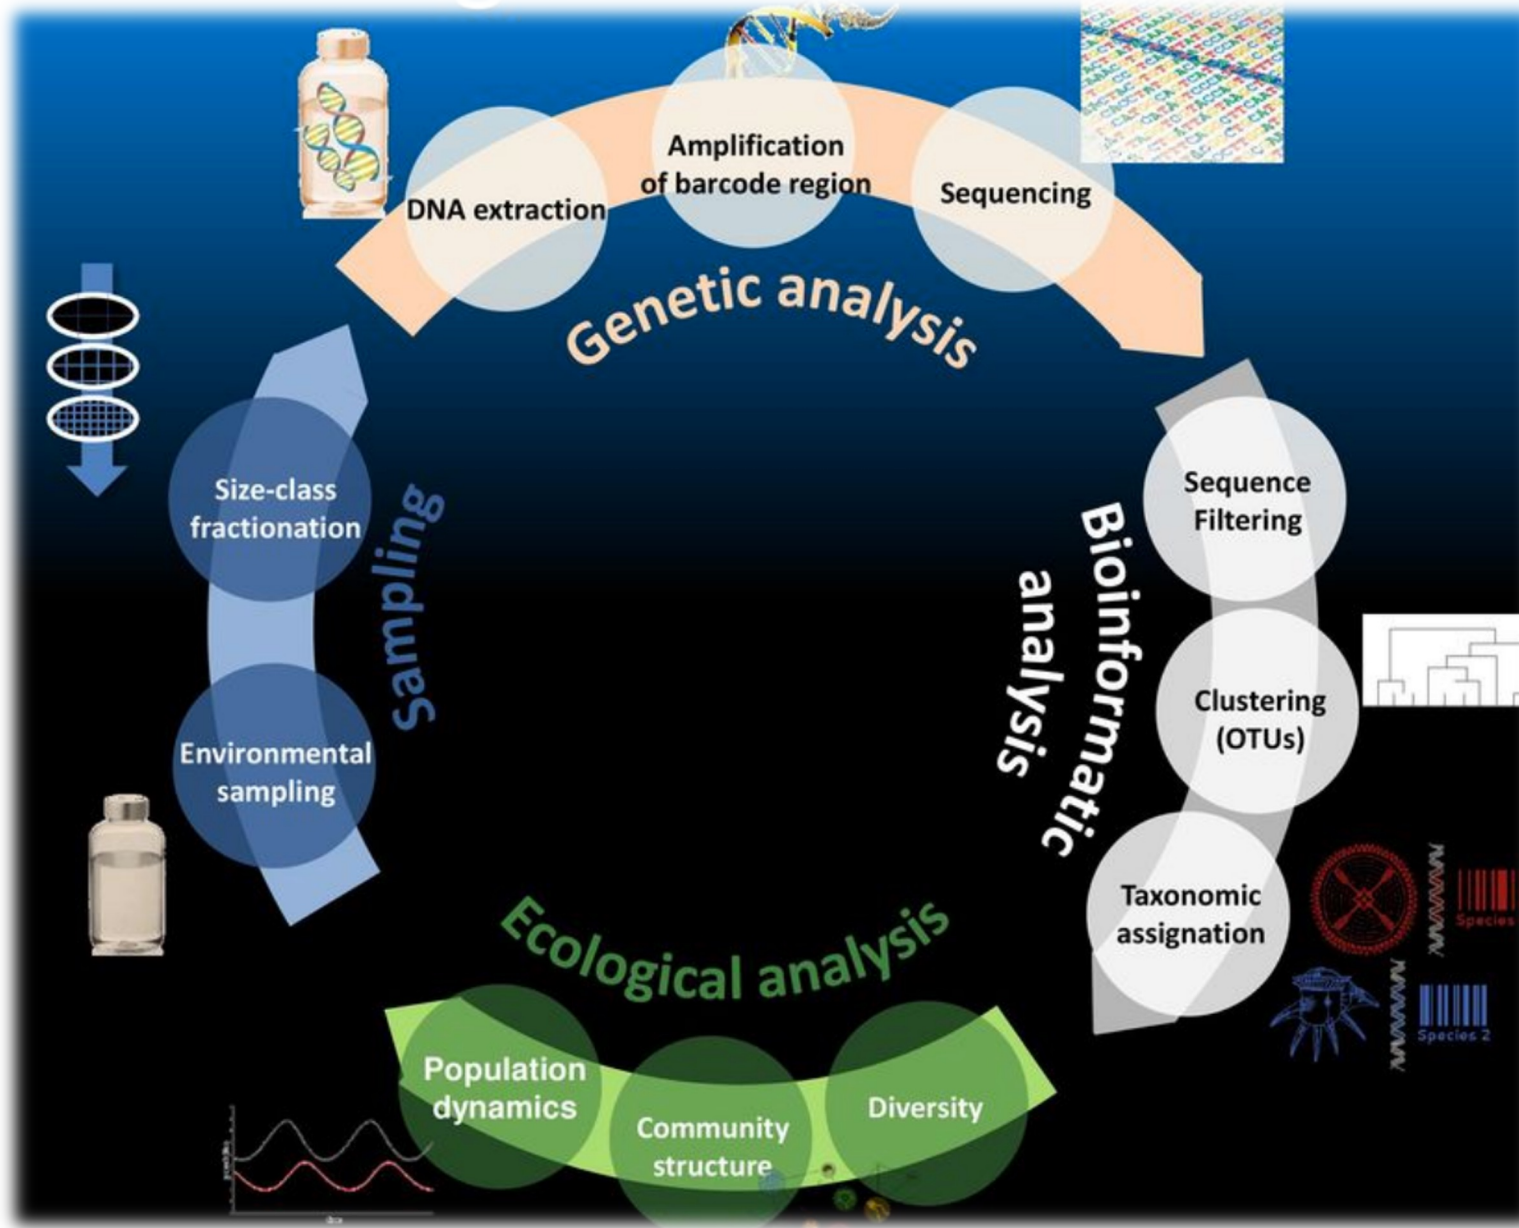 DNA extraction
Amplification
of barcode region
Sequencing
Genetic analysis
Size-class
fractionation
Environmental
sampling
Sampling
Sequence
Filtering
Clustering
(OTUs)
Taxonomic
assignation
Bioinformatic
analysis
Species
Species 2
Diversity
Community
structure
Population
dynamics
Ecological analysis